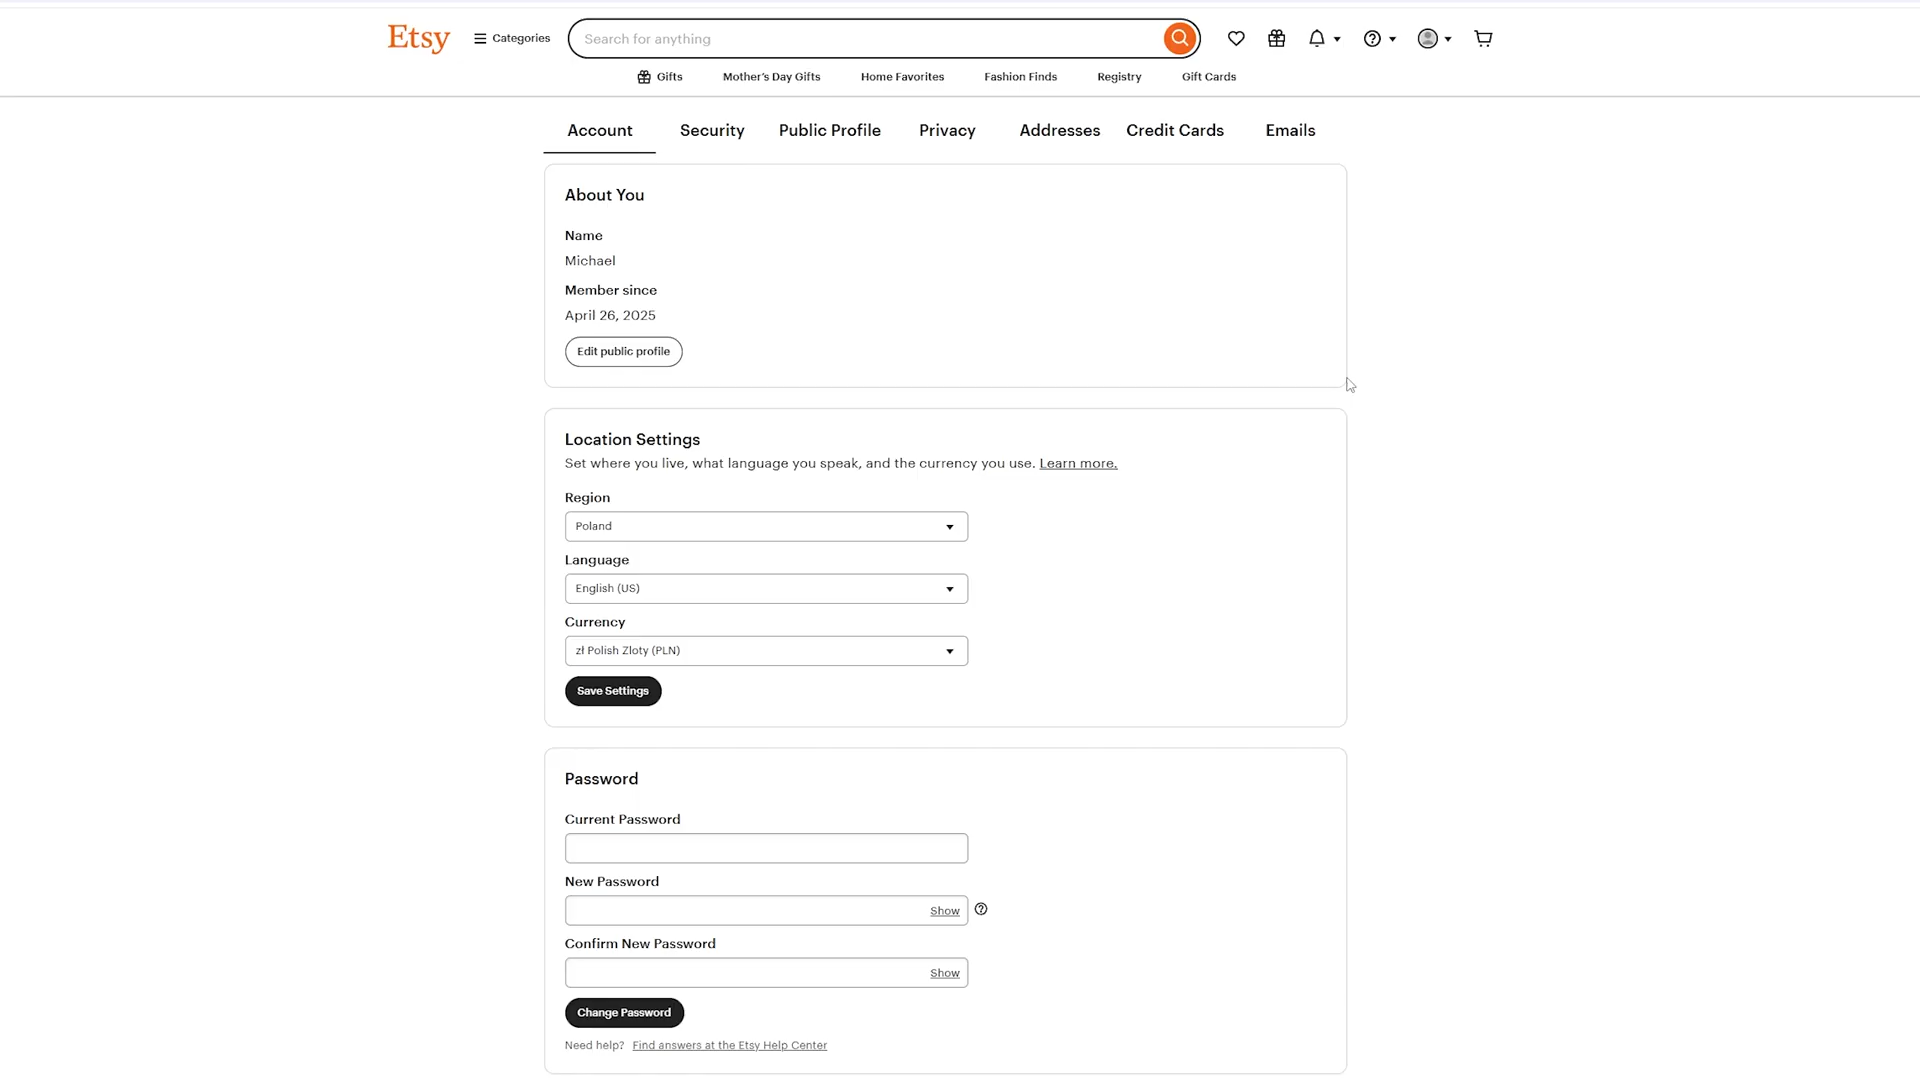 Etsy
Categories
Search for anything
Gifts
Mother's Day Gifts
Home Favorites
Fashion Finds
Registry
Gift Cards
Account
Security
Public Profile
Privacy
Addresses
Credit Cards
Emails
About You
Name
Michael
Member since
April 26, 2025
Edit public profile
Location Settings
Set where you live, what language you speak, and the currency you use. Learn more.
Region
Poland
Language
English (US)
Currency
zł Polish Zloty (PLN)
Save Settings
Password
Current Password
New Password
Show
Confirm New Password
Show
Change Password
Need help? Find answers at the Etsy Help Center